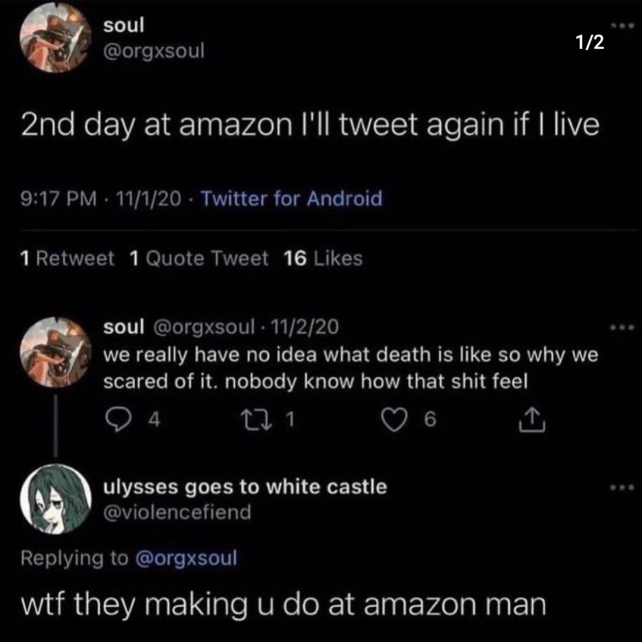 soul
@orgxsoul
1/2
2nd day at amazon I'll tweet again if I live
9:17 PM · 11/1/20 · Twitter for Android
1 Retweet 1 Quote Tweet 16 Likes
soul @orgxsoul · 11/2/20
we really have no idea what death is like so why we
scared of it. nobody know how that shit feel
4 1 6
ulysses goes to white castle
@violencefiend
Replying to @orgxsoul
wtf they making u do at amazon man